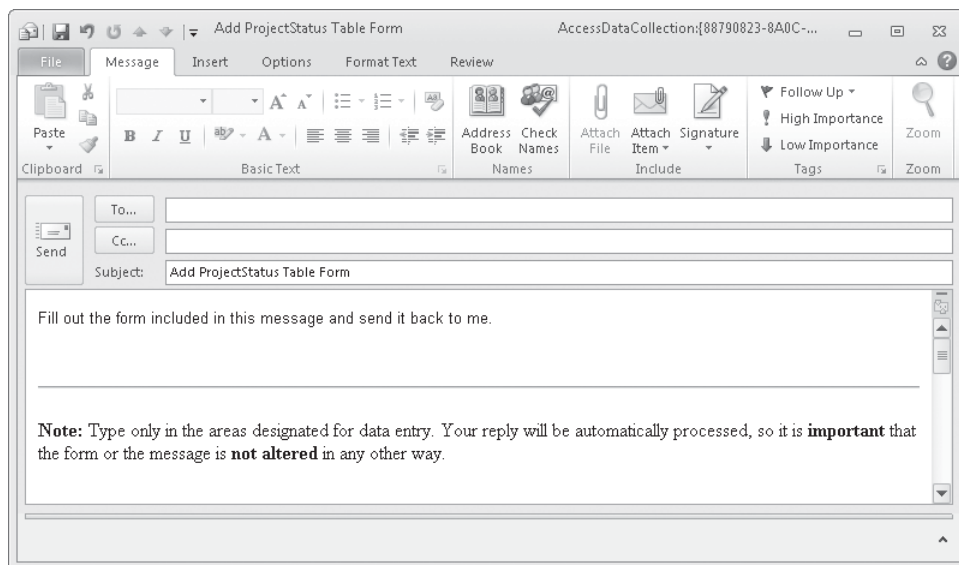 Add ProjectStatus Table Form AccessDataCollection:{88790823-8A0C-...
File Message Insert Options Format Text Review
Paste
Clipboard
B I U ab A
Basic Text
Address Book
Check Names
Names
Attach File
Attach Item
Signature
Include
Follow Up
High Importance
Low Importance
Tags
Zoom
Zoom
Send
To...
Cc...
Subject: Add ProjectStatus Table Form
Fill out the form included in this message and send it back to me.
Note: Type only in the areas designated for data entry. Your reply will be automatically processed, so it is important that
the form or the message is not altered in any other way.